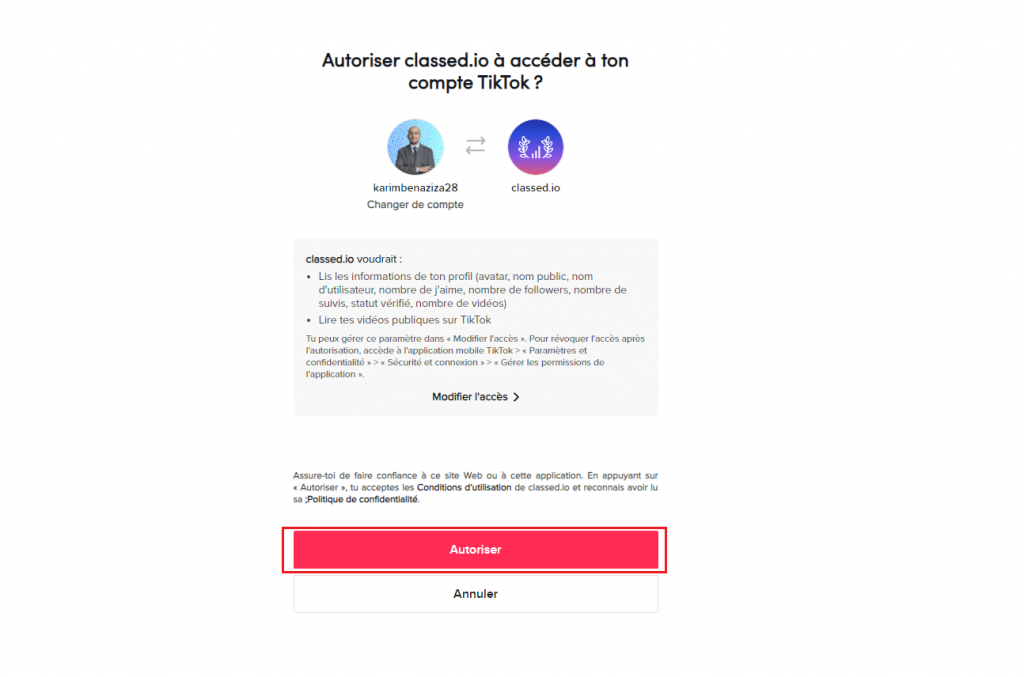 Autoriser classed.io à accéder à ton
compte TikTok ?
karimbenaziza28
classed.io
Changer de compte
classed.io voudrait :
• Lis les informations de ton profil (avatar, nom public, nom
d'utilisateur, nombre de j'aime, nombre de followers, nombre de
suivis, statut vérifié, nombre de vidéos)
• Lire tes vidéos publiques sur TikTok
Tu peux gérer ce paramètre dans « Modifier l'accès ». Pour révoquer l'accès après
l'autorisation, accède à l'application mobile TikTok > « Paramètres et
confidentialité » > « Sécurité et connexion » > « Gérer les permissions de
l'application ».
Modifier l'accès >
Assure-toi de faire confiance à ce site Web ou à cette application. En appuyant sur
« Autoriser », tu acceptes les Conditions d'utilisation de classed.io et reconnais avoir lu
sa ;Politique de confidentialité.
Autoriser
Annuler